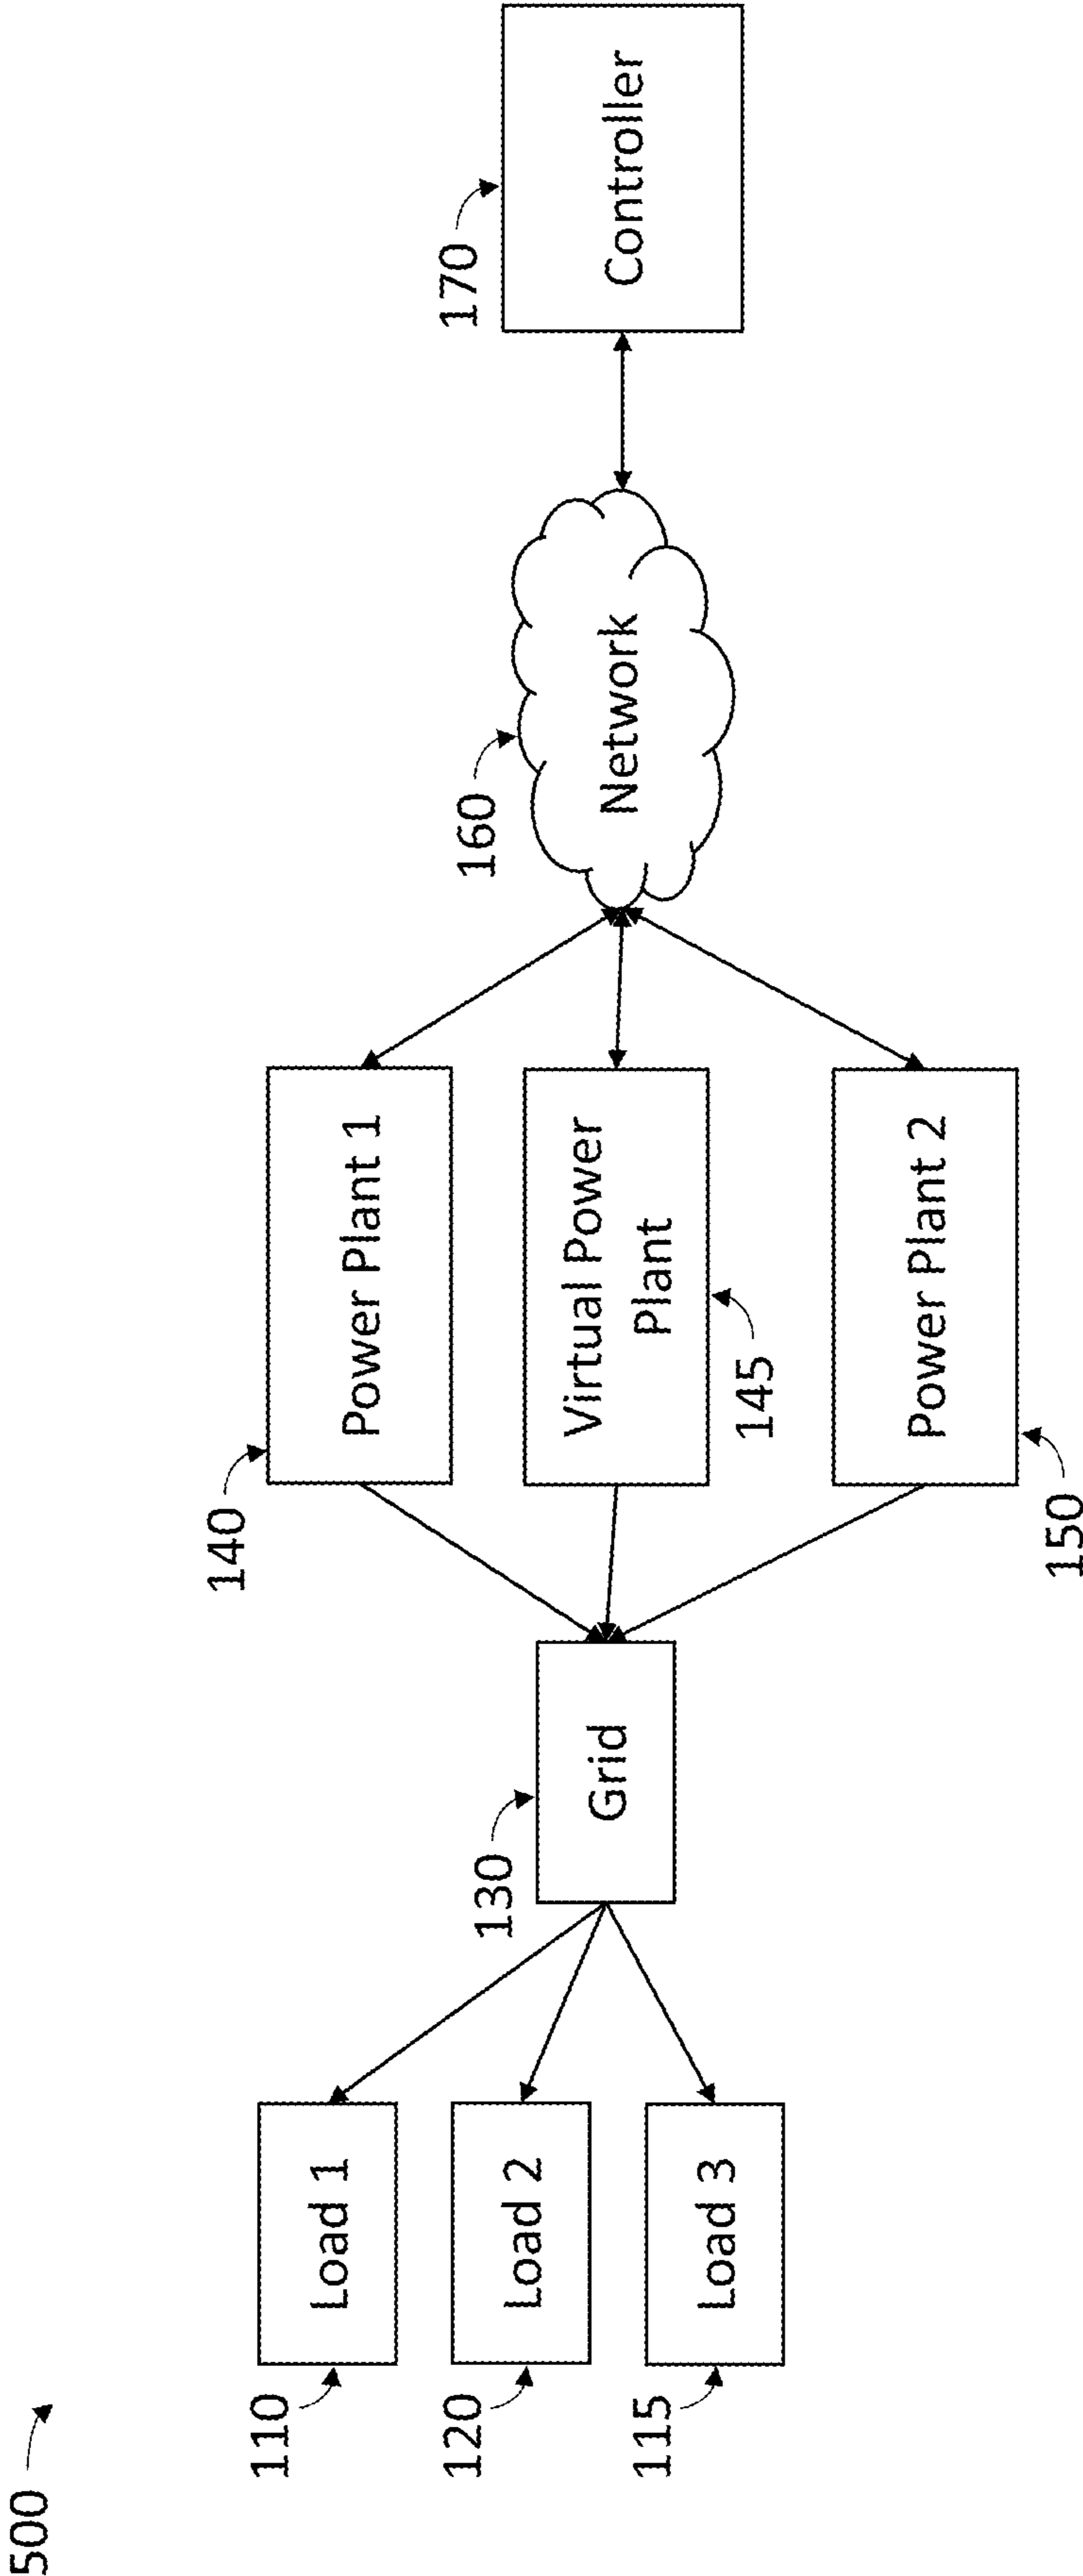 500
110
Load 1
120
Load 2
115
Load 3
130
Grid
140
Power Plant 1
Virtual Power
Plant
145
Power Plant 2
150
160
Network
170
Controller